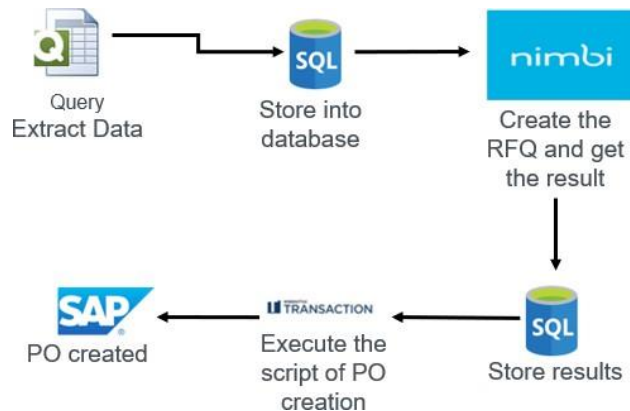 Query
Extract Data
SQL
Store into
database
nimbi
Create the
RFQ and get
the result
SAP
PO created
TRANSACTION
Execute the
script of PO
creation
SQL
Store results